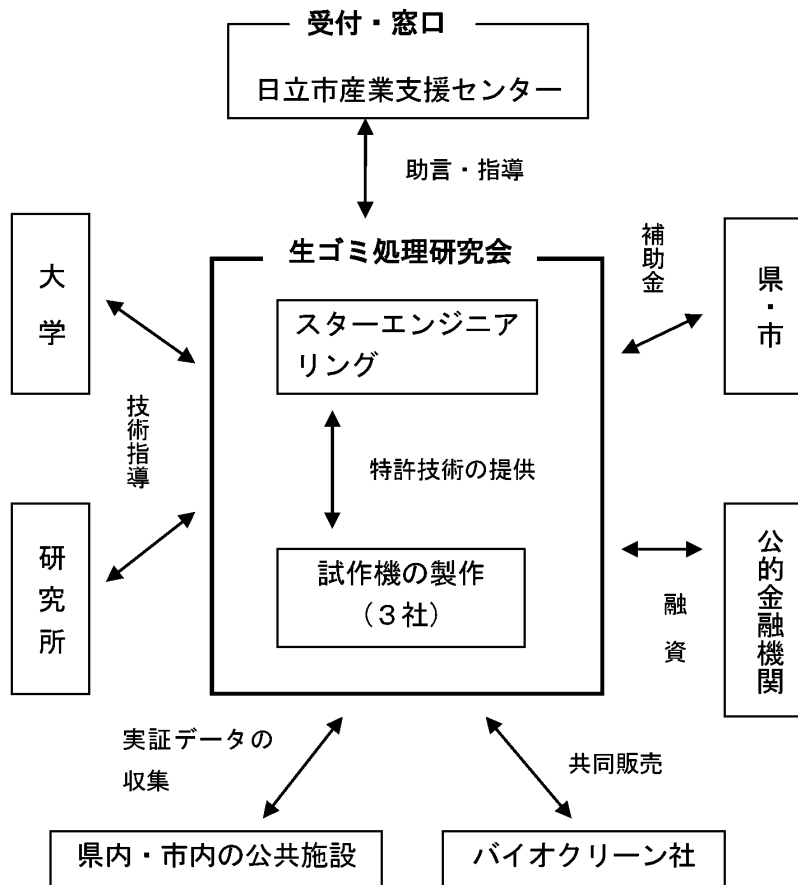 受付・窓口
日立市産業支援センター
助言・指導
生ゴミ処理研究会
大学
補助金
県・市
スターエンジニア
リング
技術指導
特許技術の提供
研究所
試作機の製作
（３社）
融資
公的金融機関
実証データの
収集
共同販売
県内・市内の公共施設
バイオクリーン社